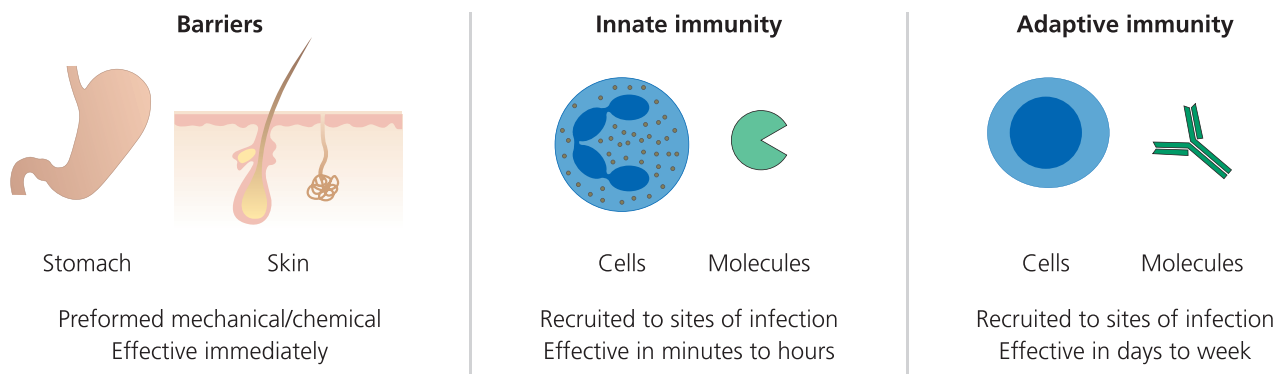 Barriers
Stomach
Skin
Preformed mechanical/chemical
Effective immediately
Innate immunity
Cells
Molecules
Recruited to sites of infection
Effective in minutes to hours
Adaptive immunity
Cells
Molecules
Recruited to sites of infection
Effective in days to week